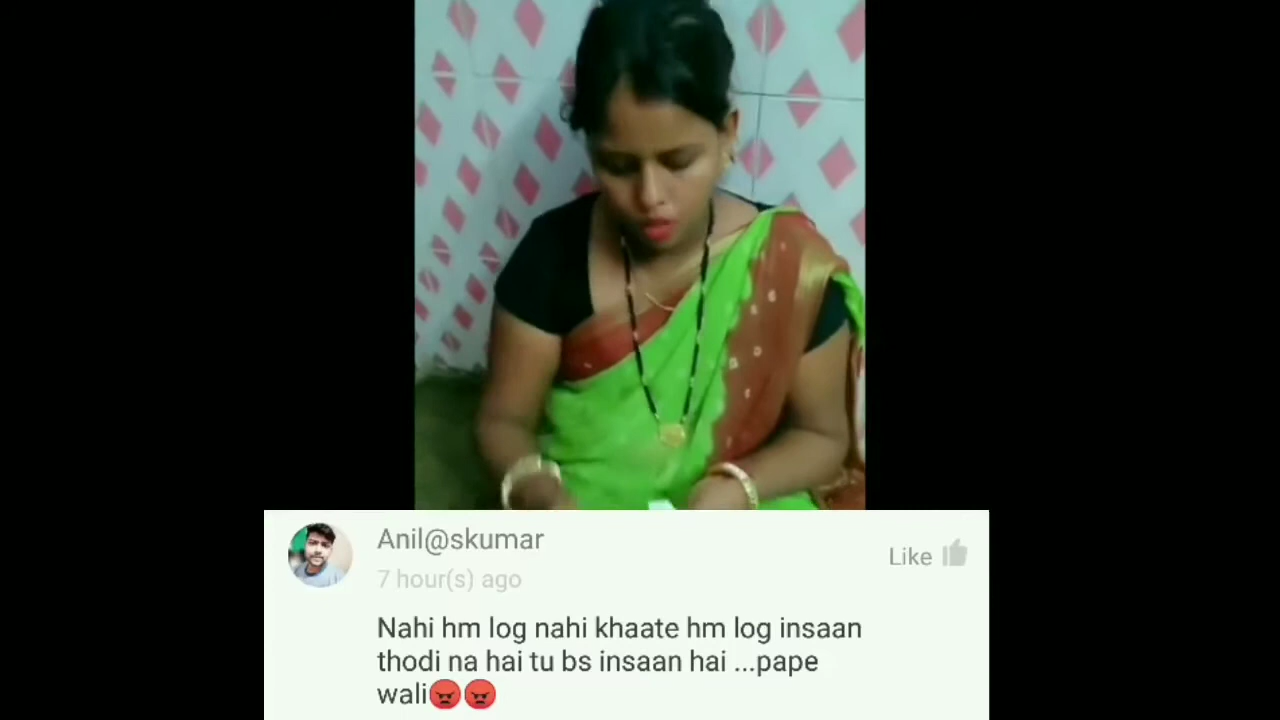 Anil@skumar
Like
7 hour(s) ago
Nahi hm log nahi khaate hm log insaan
thodi na hai tu bs insaan hai ...pape
wali😡😡